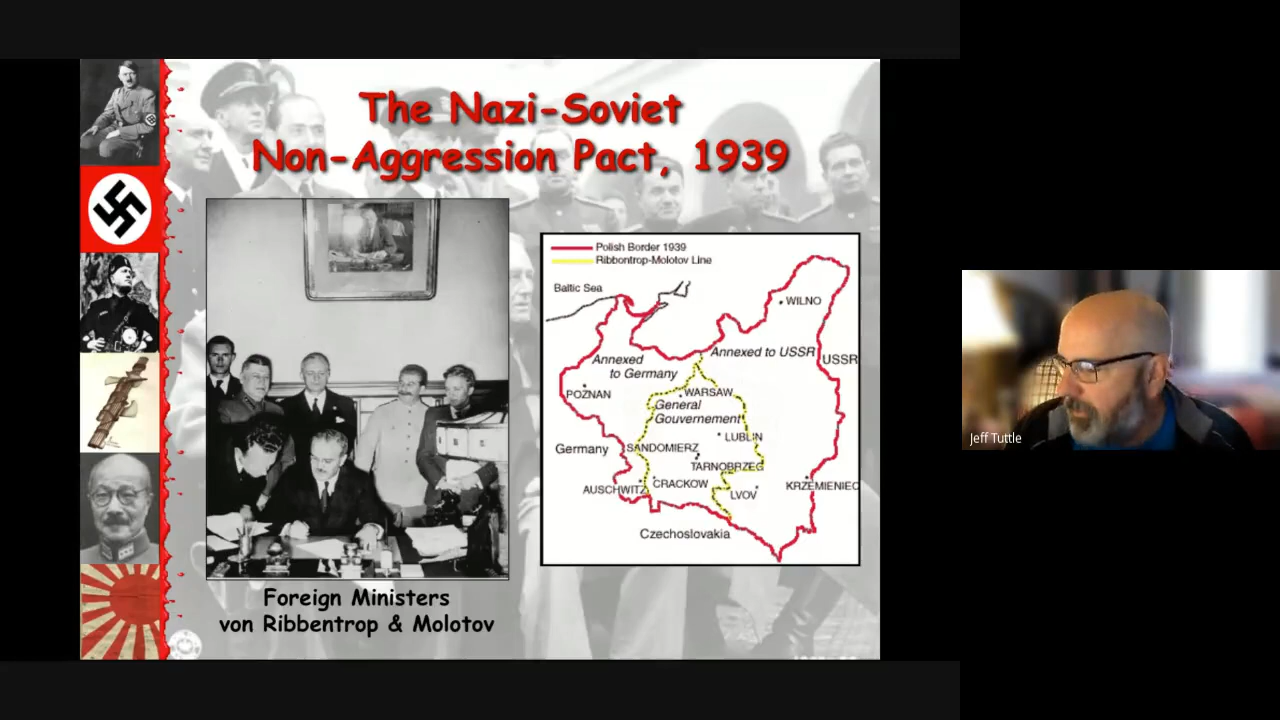 The Nazi-Soviet
Non-Aggression Pact, 1939
Polish Border 1939
Ribbontrop-Molotov Line
Baltic Sea
WILNO
Annexed to USSR
USSR
Annexed
to Germany
POZNAN
WARSAW
General
Gouvernement
LUBLIN
Germany
SANDOMIERZ
TARNOBRZEG
AUSCHWITZ
CRACKOW
LVOV
KRZEMIENIEC
Czechoslovakia
Foreign Ministers
von Ribbentrop & Molotov
Jeff Tuttle